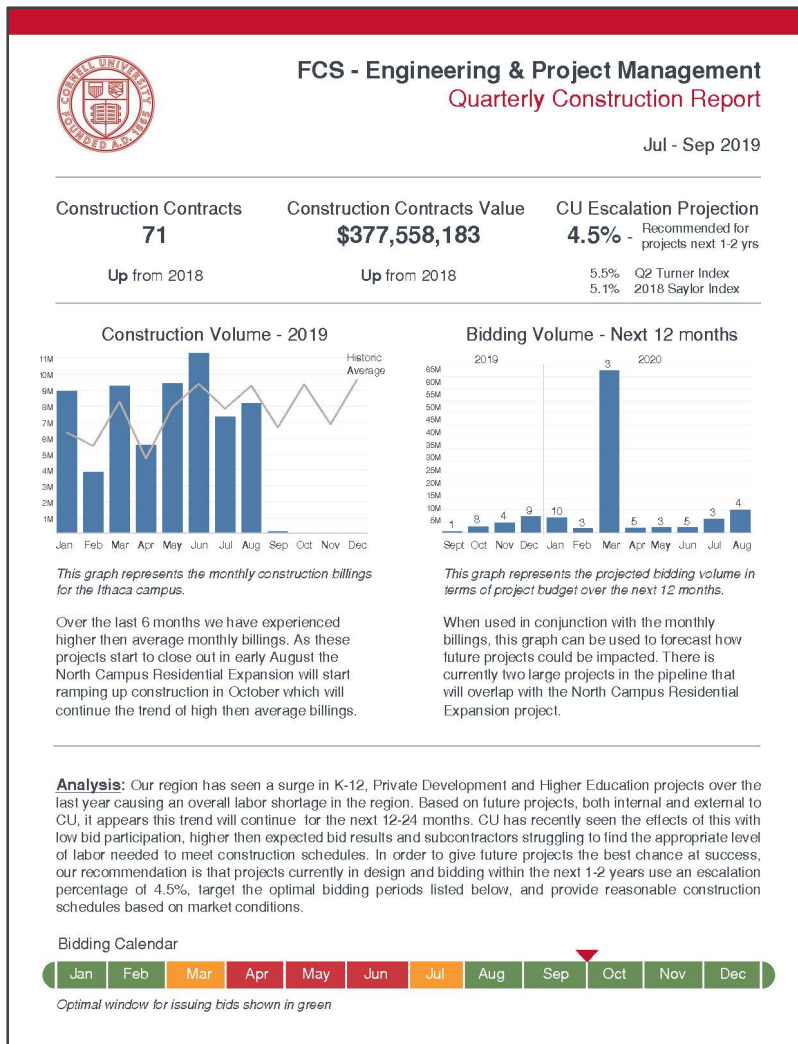 CORNELL UNIVERSITY
FOUNDED A.D. 1865
FCS - Engineering & Project Management
Quarterly Construction Report
Jul - Sep 2019
Construction Contracts
71
Up from 2018
Construction Contracts Value
$377,558,183
Up from 2018
CU Escalation Projection
4.5% - Recommended for
projects next 1-2 yrs
5.5% Q2 Turner Index
5.1% 2018 Saylor Index
Construction Volume - 2019
Historic
Average
11M
10M
9M
8M
7M
6M
5M
4M
3M
2M
1M
Jan Feb Mar Apr May Jun Jul Aug Sep Oct Nov Dec
This graph represents the monthly construction billings
for the Ithaca campus.
Over the last 6 months we have experienced
higher then average monthly billings. As these
projects start to close out in early August the
North Campus Residential Expansion will start
ramping up construction in October which will
continue the trend of high then average billings.
Bidding Volume - Next 12 months
2019 2020
65M
60M
55M
50M
45M
40M
35M
30M
25M
20M
15M
10M
5M
1 8 4 9 10 3 3 5 3 5 3 4
Sept Oct Nov Dec Jan Feb Mar Apr May Jun Jul Aug
This graph represents the projected bidding volume in
terms of project budget over the next 12 months.
When used in conjunction with the monthly
billings, this graph can be used to forecast how
future projects could be impacted. There is
currently two large projects in the pipeline that
will overlap with the North Campus Residential
Expansion project.
Analysis: Our region has seen a surge in K-12, Private Development and Higher Education projects over the
last year causing an overall labor shortage in the region. Based on future projects, both internal and external to
CU, it appears this trend will continue for the next 12-24 months. CU has recently seen the effects of this with
low bid participation, higher then expected bid results and subcontractors struggling to find the appropriate level
of labor needed to meet construction schedules. In order to give future projects the best chance at success,
our recommendation is that projects currently in design and bidding within the next 1-2 years use an escalation
percentage of 4.5%, target the optimal bidding periods listed below, and provide reasonable construction
schedules based on market conditions.
Bidding Calendar
Jan Feb Mar Apr May Jun Jul Aug Sep Oct Nov Dec
Optimal window for issuing bids shown in green